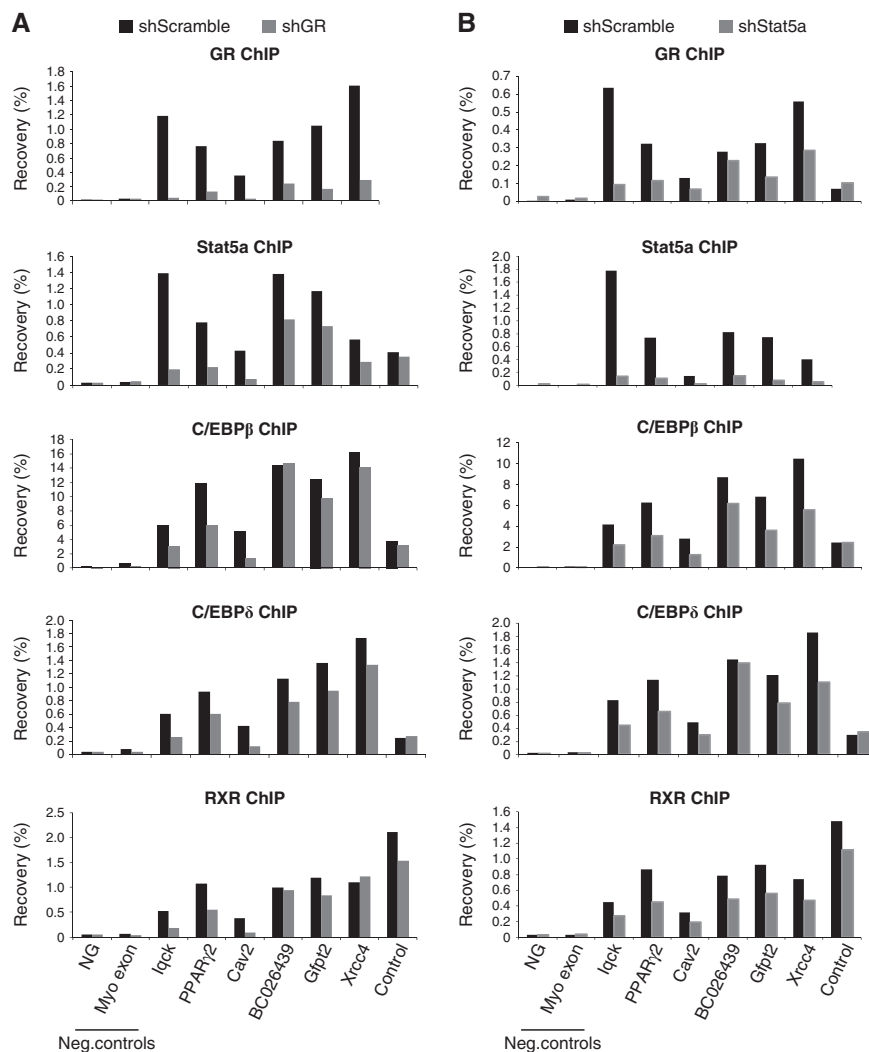 A
shScramble shGR
GR ChIP
Recovery (%)
1.8
1.6
1.4
1.2
1.0
0.8
0.6
0.4
0.2
0
Stat5a ChIP
Recovery (%)
1.6
1.4
1.2
1.0
0.8
0.6
0.4
0.2
0
C/EBPβ ChIP
Recovery (%)
18
16
14
12
10
8
6
4
2
0
C/EBPδ ChIP
Recovery (%)
2.0
1.8
1.6
1.4
1.2
1.0
0.8
0.6
0.4
0.2
0
RXR ChIP
Recovery (%)
2.5
2.0
1.5
1.0
0.5
0
NG
Myo exon
Iqck
PPARγ2
Cav2
BC026439
Gfpt2
Xrcc4
Control
Neg.controls
B
shScramble shStat5a
GR ChIP
Recovery (%)
0.7
0.6
0.5
0.4
0.3
0.2
0.1
0
Stat5a ChIP
Recovery (%)
2.0
1.8
1.6
1.4
1.2
1.0
0.8
0.6
0.4
0.2
0
C/EBPβ ChIP
Recovery (%)
12
10
8
6
4
2
0
C/EBPδ ChIP
Recovery (%)
2.0
1.8
1.6
1.4
1.2
1.0
0.8
0.6
0.4
0.2
0
RXR ChIP
Recovery (%)
1.6
1.4
1.2
1.0
0.8
0.6
0.4
0.2
0
NG
Myo exon
Iqck
PPARγ2
Cav2
BC026439
Gfpt2
Xrcc4
Control
Neg.controls